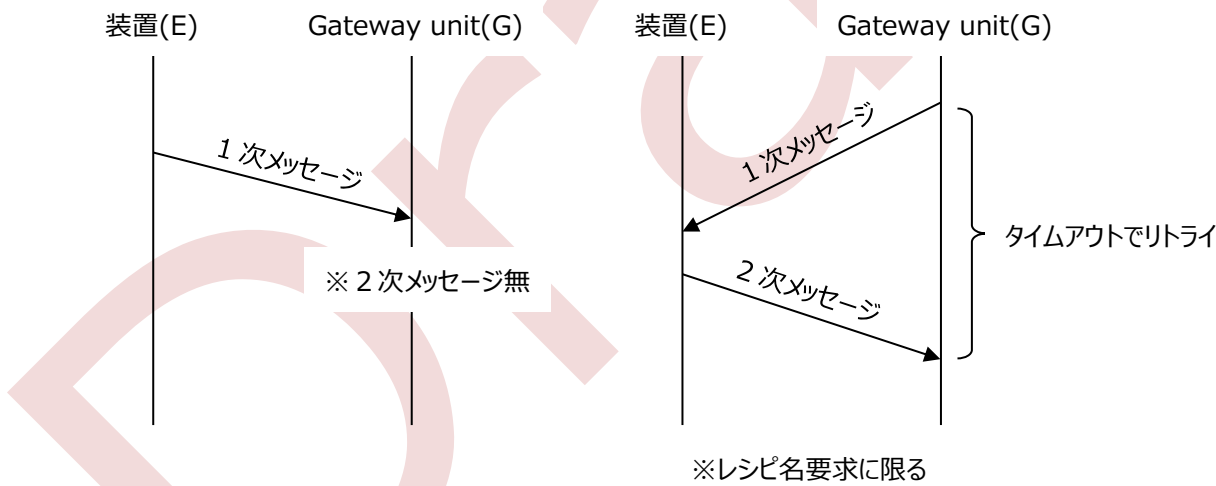 装置(E) Gateway unit(G) 装置(E) Gateway unit(G)
1次メッセージ
1次メッセージ
タイムアウトでリトライ
※2次メッセージ無
2次メッセージ
※レシピ名要求に限る